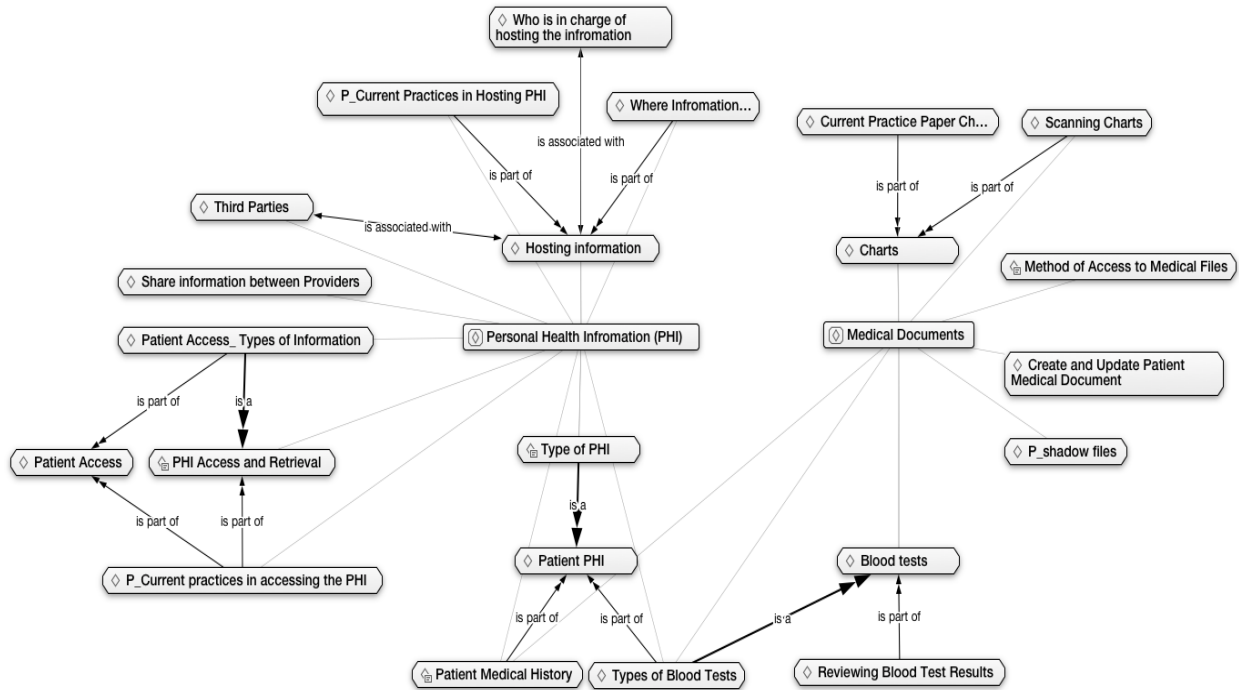 Who is in charge of
hosting the infromation
P_Current Practices in Hosting PHI
Where Infromation...
Current Practice Paper Ch...
Scanning Charts
is associated with
is part of
is part of
is part of
is part of
Third Parties
is associated with
Hosting information
Charts
Method of Access to Medical Files
Share information between Providers
Patient Access_ Types of Information
Personal Health Infromation (PHI)
Medical Documents
Create and Update Patient
Medical Document
is part of
is a
Patient Access
PHI Access and Retrieval
Type of PHI
P_shadow files
is a
is part of
is part of
Patient PHI
Blood tests
P_Current practices in accessing the PHI
is part of
is part of
is a
is part of
Patient Medical History
Types of Blood Tests
Reviewing Blood Test Results